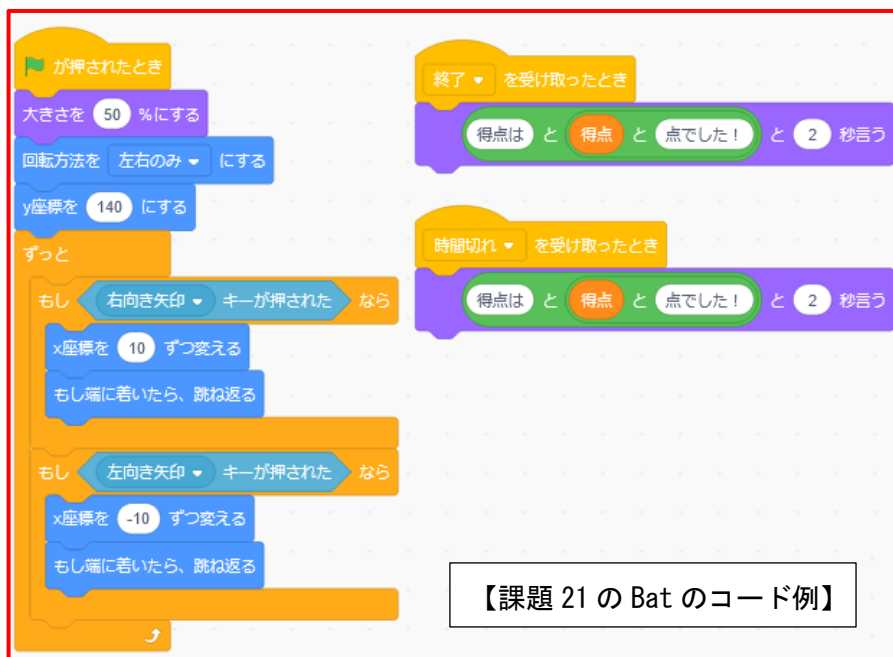 が押されたとき
大きさを 50 %にする
回転方法を 左右のみ にする
y座標を 140 にする
ずっと
もし 右向き矢印 キーが押された なら
x座標を 10 ずつ変える
もし端に着いたら、跳ね返る
もし 左向き矢印 キーが押された なら
x座標を -10 ずつ変える
もし端に着いたら、跳ね返る
終了 を受け取ったとき
得点は と 得点 と 点でした! と 2 秒言う
時間切れ を受け取ったとき
得点は と 得点 と 点でした! と 2 秒言う
【課題 21 の Bat のコード例】